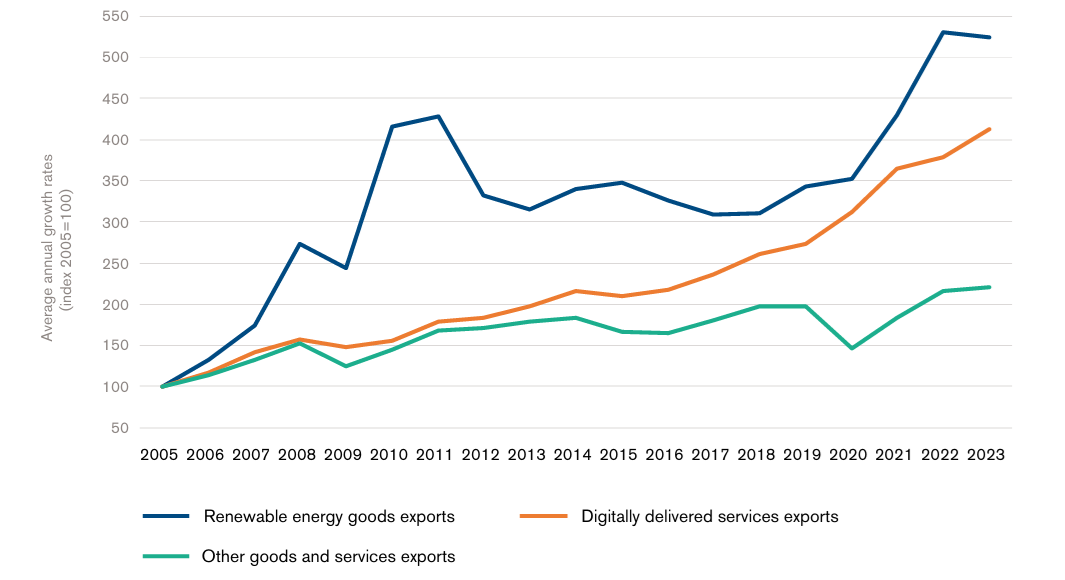 550
500
450
400
350
300
250
200
150
100
50
Average annual growth rates
(index 2005=100)
2005 2006 2007 2008 2009 2010 2011 2012 2013 2014 2015 2016 2017 2018 2019 2020 2021 2022 2023
Renewable energy goods exports
Digitally delivered services exports
Other goods and services exports